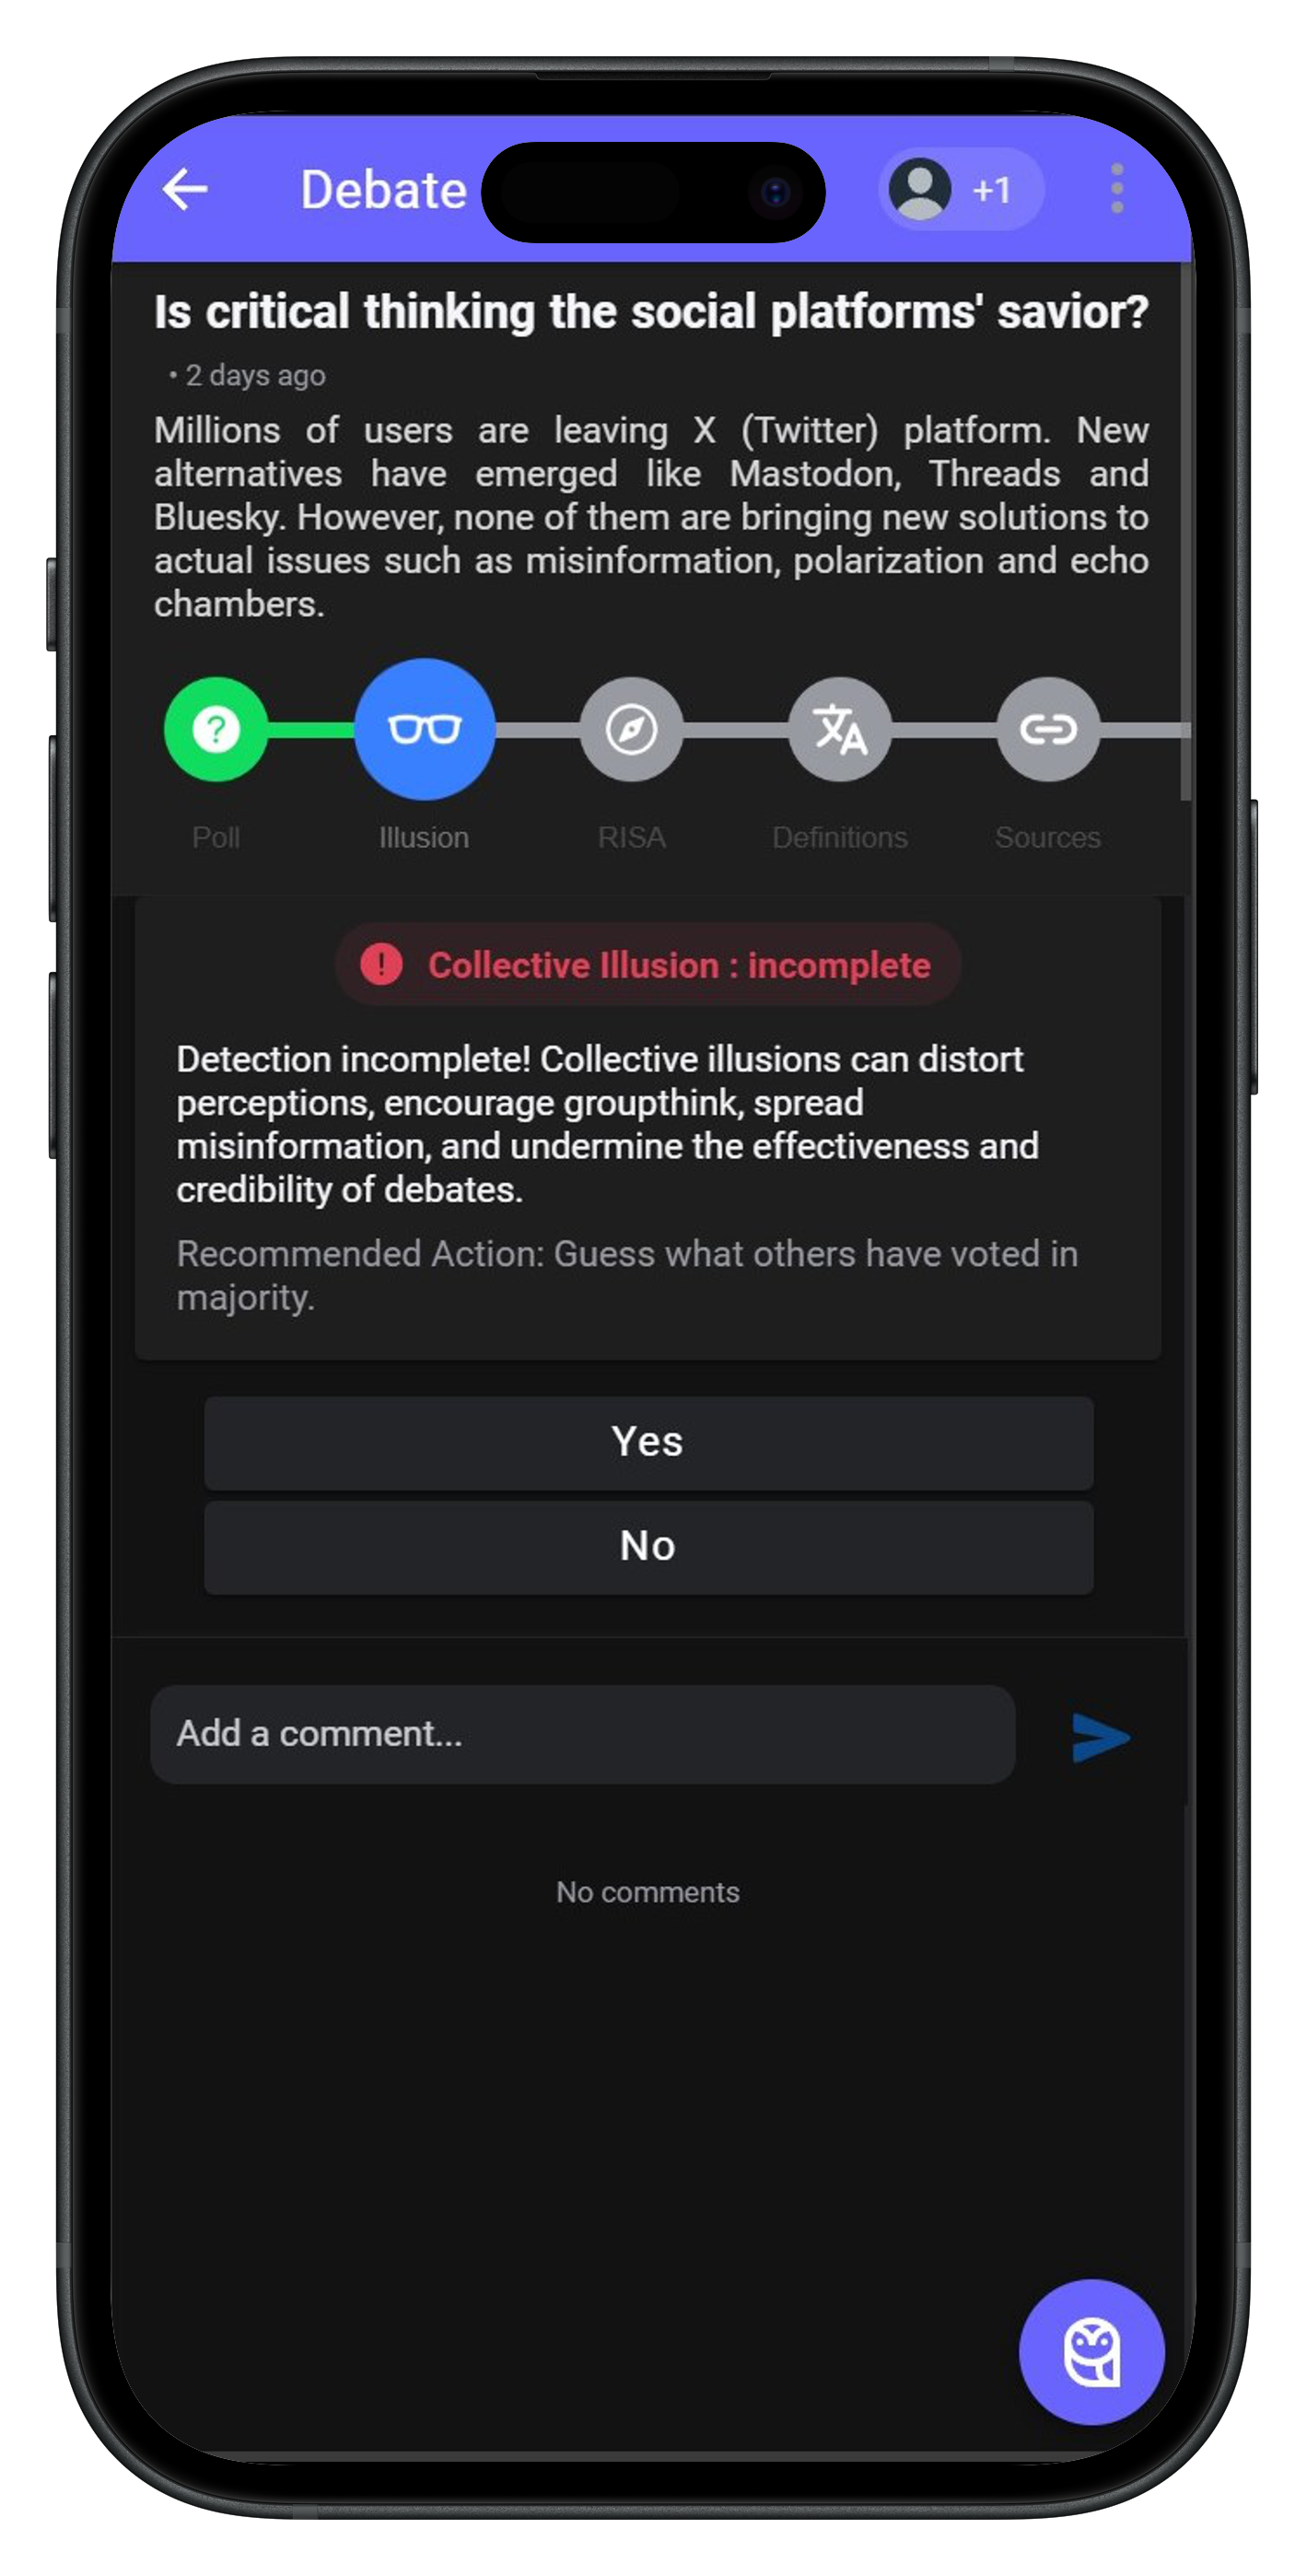 Debate
+1
Is critical thinking the social platforms' savior?
• 2 days ago
Millions of users are leaving X (Twitter) platform. New
alternatives have emerged like Mastodon, Threads and
Bluesky. However, none of them are bringing new solutions to
actual issues such as misinformation, polarization and echo
chambers.
Poll
Illusion
RISA
Definitions
Sources
Collective Illusion : incomplete
Detection incomplete! Collective illusions can distort
perceptions, encourage groupthink, spread
misinformation, and undermine the effectiveness and
credibility of debates.
Recommended Action: Guess what others have voted in
majority.
Yes
No
Add a comment...
No comments